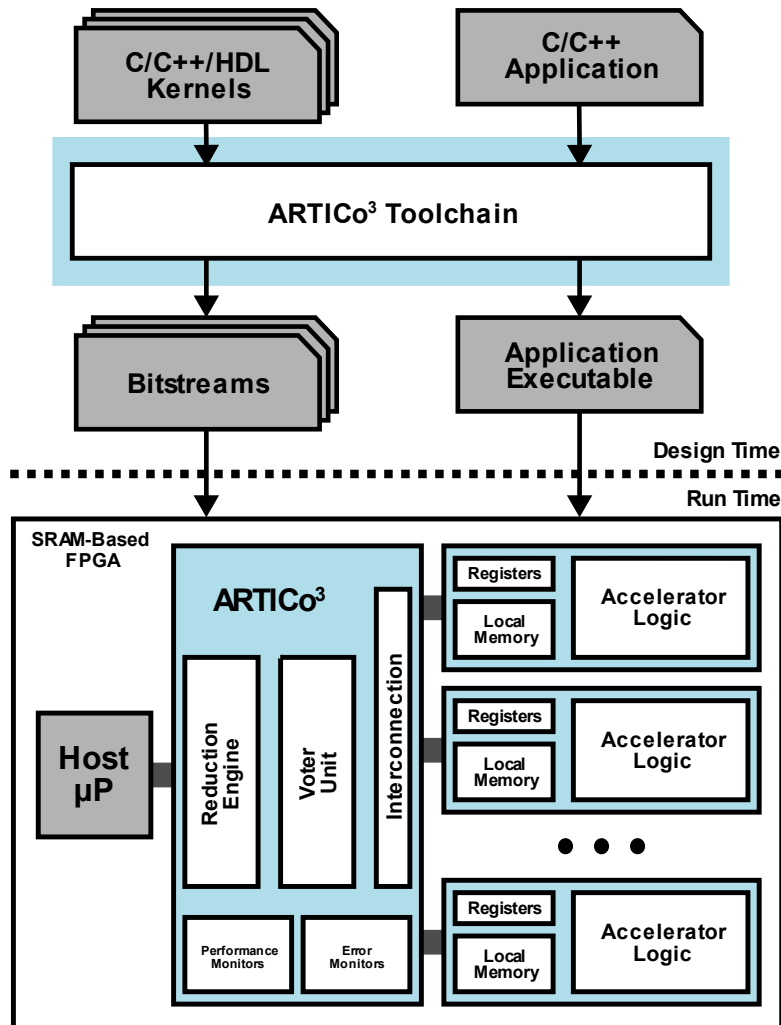 C/C++/HDL
Kernels
C/C++
Application
ARTICo³ Toolchain
Bitstreams
Application
Executable
Design Time
Run Time
SRAM-Based
FPGA
ARTICo³
Host
µP
Reduction
Engine
Voter
Unit
Interconnection
Performance
Monitors
Error
Monitors
Registers
Local
Memory
Accelerator
Logic
Registers
Local
Memory
Accelerator
Logic
Registers
Local
Memory
Accelerator
Logic